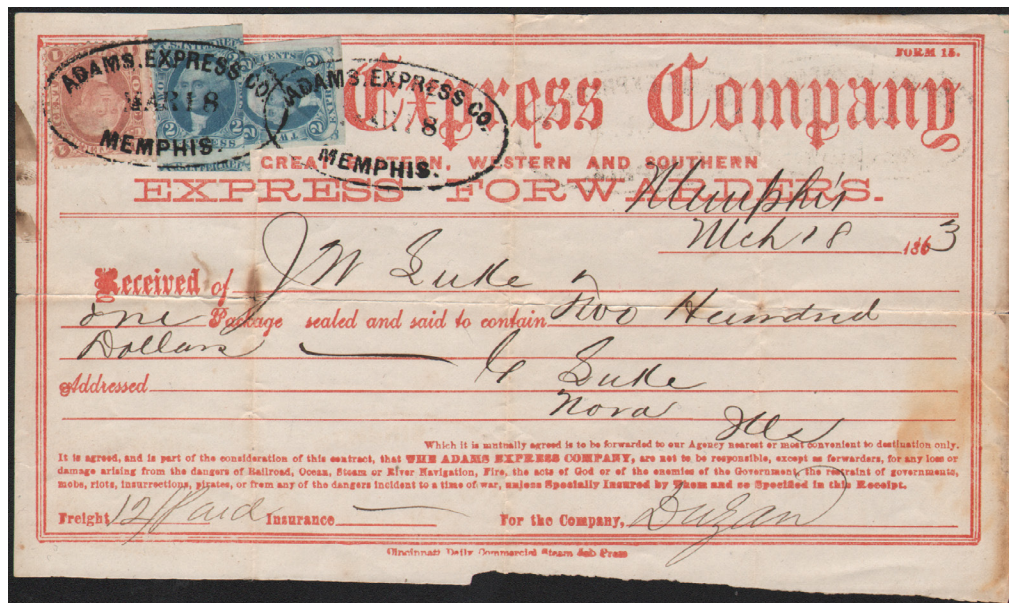 FORM 15.
Express Company
ADAMS. EXPRESS CO.
MAR 18
MEMPHIS.
ADAMS. EXPRESS CO.
MAR 18
MEMPHIS.
GREAT EASTERN, WESTERN AND SOUTHERN
EXPRESS FORWARDERS.
Memphis
Mch 18 1863
Received of J W Luke
one Package sealed and said to contain Two Hundred
Dollars
Addressed Luke
Nora
Ills
Which it is mutually agreed is to be forwarded to our Agency nearest or most convenient to destination only.
It is agreed, and is part of the consideration of this contract, that THE ADAMS EXPRESS COMPANY, are not to be responsible, except as forwarders, for any loss or
damage arising from the dangers of Railroad, Ocean, Steam or River Navigation, Fire, the acts of God or of the enemies of the Government, the restraint of governments,
mobs, riots, insurrections, pirates, or from any of the dangers incident to a time of war, unless Specially Insured by Them and so Specified in this Receipt.
Freight 12/ Paid Insurance For the Company, Dugan
Cincinnati Daily Commercial Steam Job Press